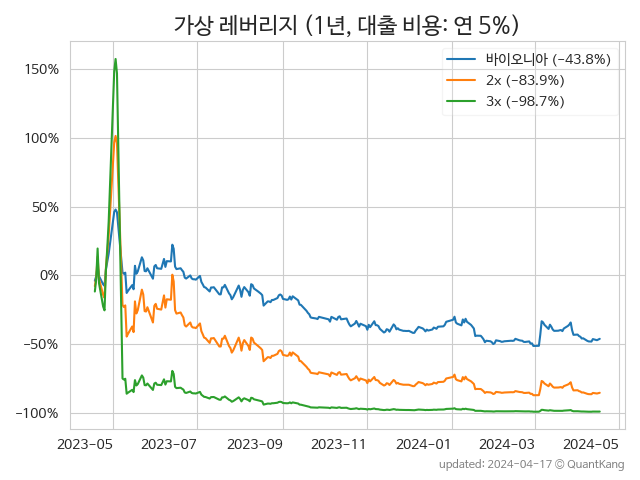 가상 레버리지 (1년, 대출 비용: 연 5%)
바이오니아 (−43.8%)
2x (−83.9%)
3x (−98.7%)
150%
100%
50%
0%
−50%
−100%
2023-05 2023-07 2023-09 2023-11 2024-01 2024-03 2024-05
updated: 2024-04-17 © QuantKang